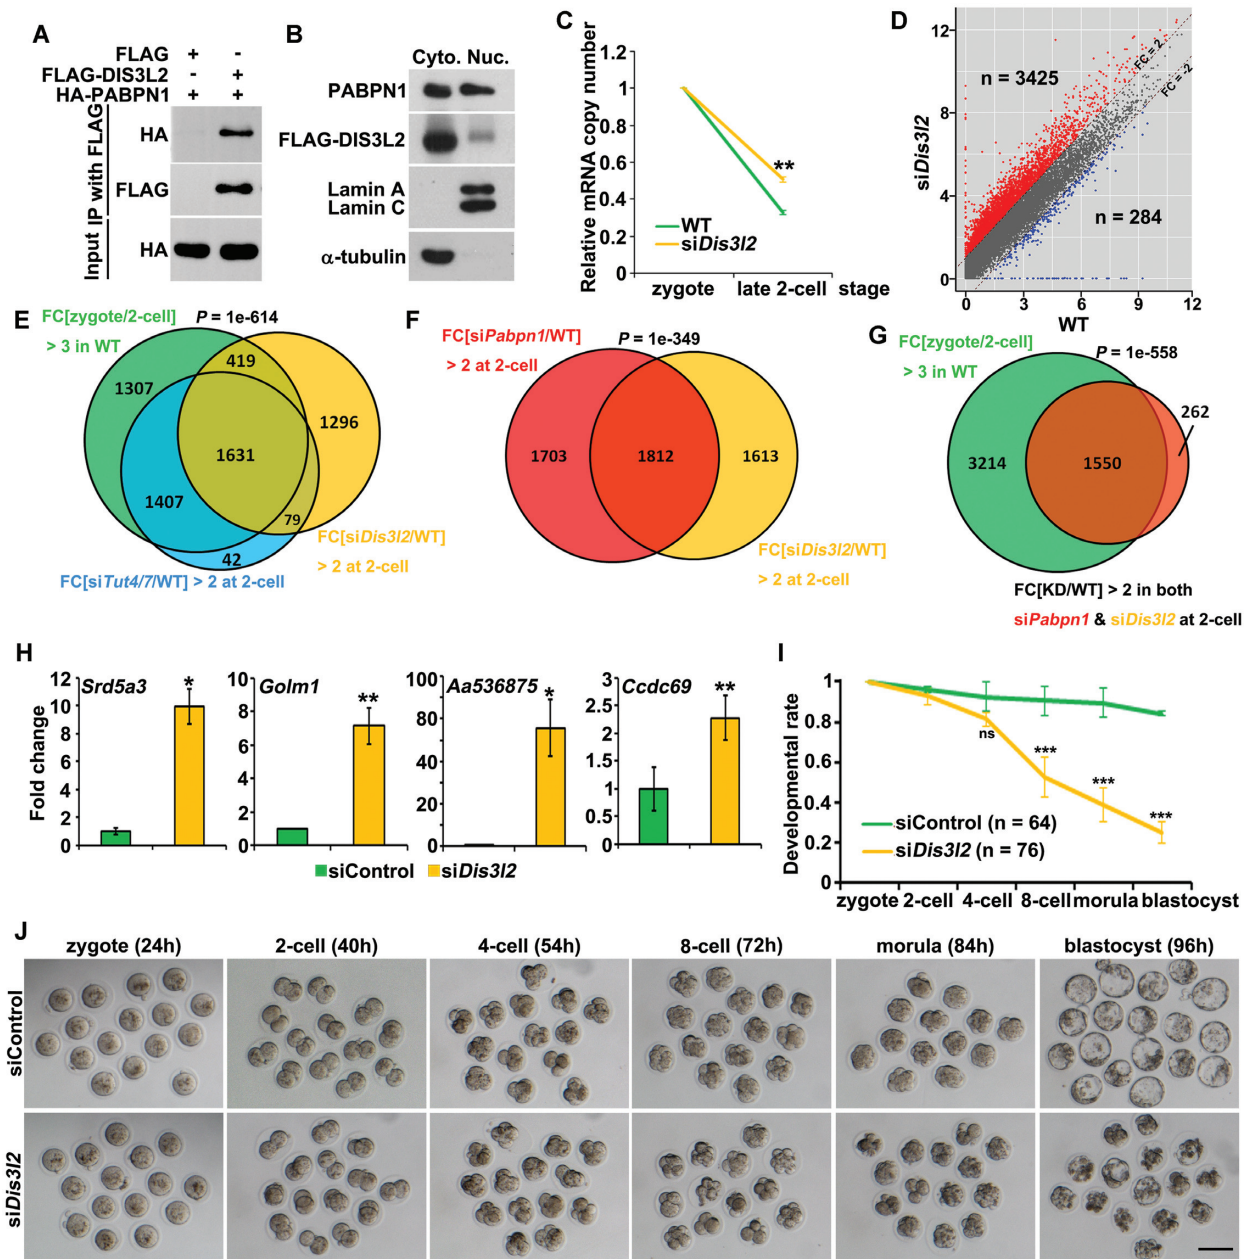 A
FLAG + -
FLAG-DIS3L2 - +
HA-PABPN1 + +
IP with FLAG
HA
FLAG
Input
HA
B
Cyto. Nuc.
PABPN1
FLAG-DIS3L2
Lamin A
Lamin C
α-tubulin
C
Relative mRNA copy number
1.2
1
0.8
0.6
0.4
0.2
0
**
WT
siDis3l2
zygote late 2-cell stage
D
siDis3l2
12
8
4
0
n = 3425
FC = 2
FC = -2
n = 284
0 3 6 9 12
WT
E
FC[zygote/2-cell]
> 3 in WT
P = 1e-614
419
1307
1296
1631
1407
79
42
FC[siDis3l2/WT]
> 2 at 2-cell
FC[siTut4/7/WT] > 2 at 2-cell
F
FC[siPabpn1/WT]
> 2 at 2-cell
P = 1e-349
1703 1812 1613
FC[siDis3l2/WT]
> 2 at 2-cell
G
FC[zygote/2-cell]
> 3 in WT
P = 1e-558
262
3214 1550
FC[KD/WT] > 2 in both
siPabpn1 & siDis3l2 at 2-cell
H
Fold change
12
10
8
6
4
2
0
Srd5a3
*
10
8
6
4
2
0
Golm1
**
100
80
40
20
0
Aa536875
*
3
2.5
2
1.5
1
0.5
0
Ccdc69
**
siControl siDis3l2
I
Developmental rate
1
0.8
0.6
0.4
0.2
0
ns
***
***
***
siControl (n = 64)
siDis3l2 (n = 76)
zygote 2-cell 4-cell 8-cell morula blastocyst
J
zygote (24h) 2-cell (40h) 4-cell (54h) 8-cell (72h) morula (84h) blastocyst (96h)
siControl
siDis3l2